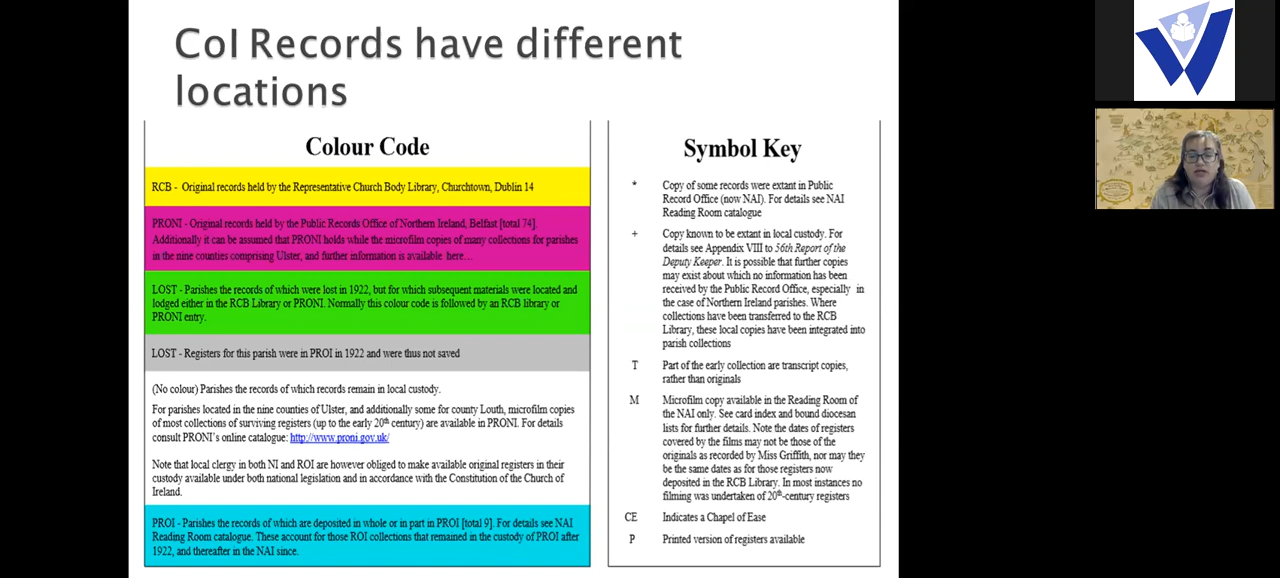 CoI Records have different
locations
Colour Code
RCB - Original records held by the Representative Church Body Library, Churchtown, Dublin 14
PRONI - Original records held by the Public Records Office of Northern Ireland, Belfast [total 74].
Additionally it can be assumed that PRONI holds while the microfilm copies of many collections for parishes
in the nine counties comprising Ulster, and further information is available here…
LOST - Parishes the records of which were lost in 1922, but for which subsequent materials were located and
lodged either in the RCB Library or PRONI. Normally this colour code is followed by an RCB library or
PRONI entry.
LOST - Registers for this parish were in PROI in 1922 and were thus not saved
(No colour) Parishes the records of which records remain in local custody.
For parishes located in the nine counties of Ulster, and additionally some for county Louth, microfilm copies
of most collections of surviving registers (up to the early 20th century) are available in PRONI. For details
consult PRONI's online catalogue: http://www.proni.gov.uk/
Note that local clergy in both NI and ROI are however obliged to make available original registers in their
custody available under both national legislation and in accordance with the Constitution of the Church of
Ireland.
PROI - Parishes the records of which are deposited in whole or in part in PROI [total 9]. For details see NAI
Reading Room catalogue. These account for those ROI collections that remained in the custody of PROI after
1922, and thereafter in the NAI since.
Symbol Key
* Copy of some records were extant in Public
Record Office (now NAI). For details see NAI
Reading Room catalogue
+ Copy known to be extant in local custody. For
details see Appendix VIII to 56th Report of the
Deputy Keeper. It is possible that further copies
may exist about which no information has been
received by the Public Record Office, especially in
the case of Northern Ireland parishes. Where
collections have been transferred to the RCB
Library, these local copies have been integrated into
parish collections
T Part of the early collection are transcript copies,
rather than originals
M Microfilm copy available in the Reading Room of
the NAI only. See card index and bound diocesan
lists for further details. Note the dates of registers
covered by the films may not be those of the
originals as recorded by Miss Griffith, nor may they
be the same dates as for those registers now
deposited in the RCB Library. In most instances no
filming was undertaken of 20th-century registers
CE Indicates a Chapel of Ease
P Printed version of registers available